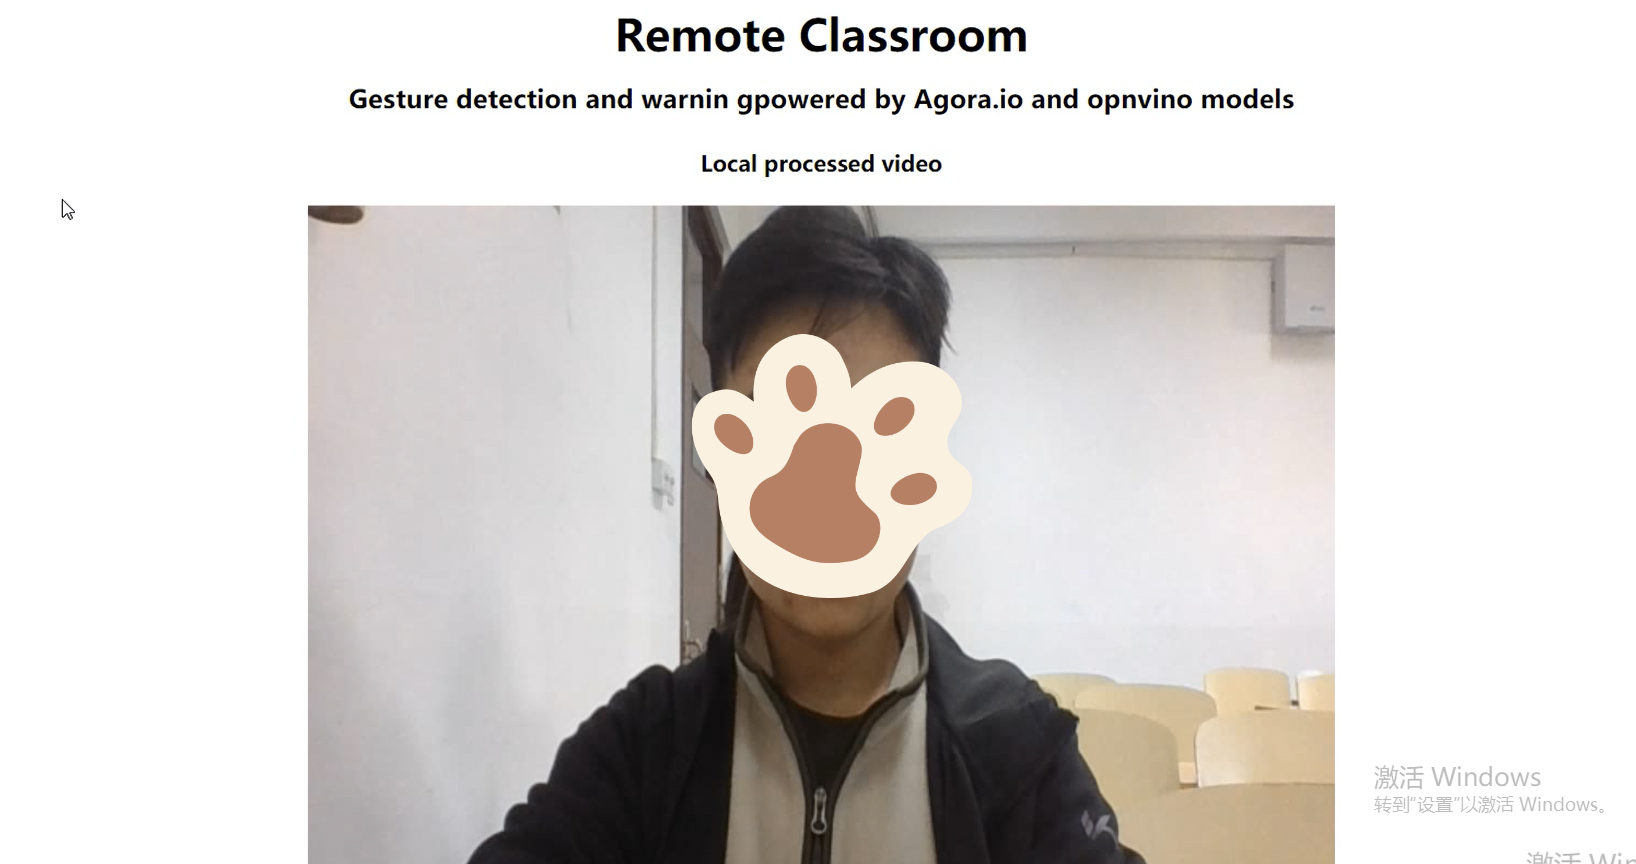 Remote Classroom
Gesture detection and warnin gpowered by Agora.io and opnvino models
Local processed video
激活 Windows
转到“设置”以激活 Windows。
激活 Win